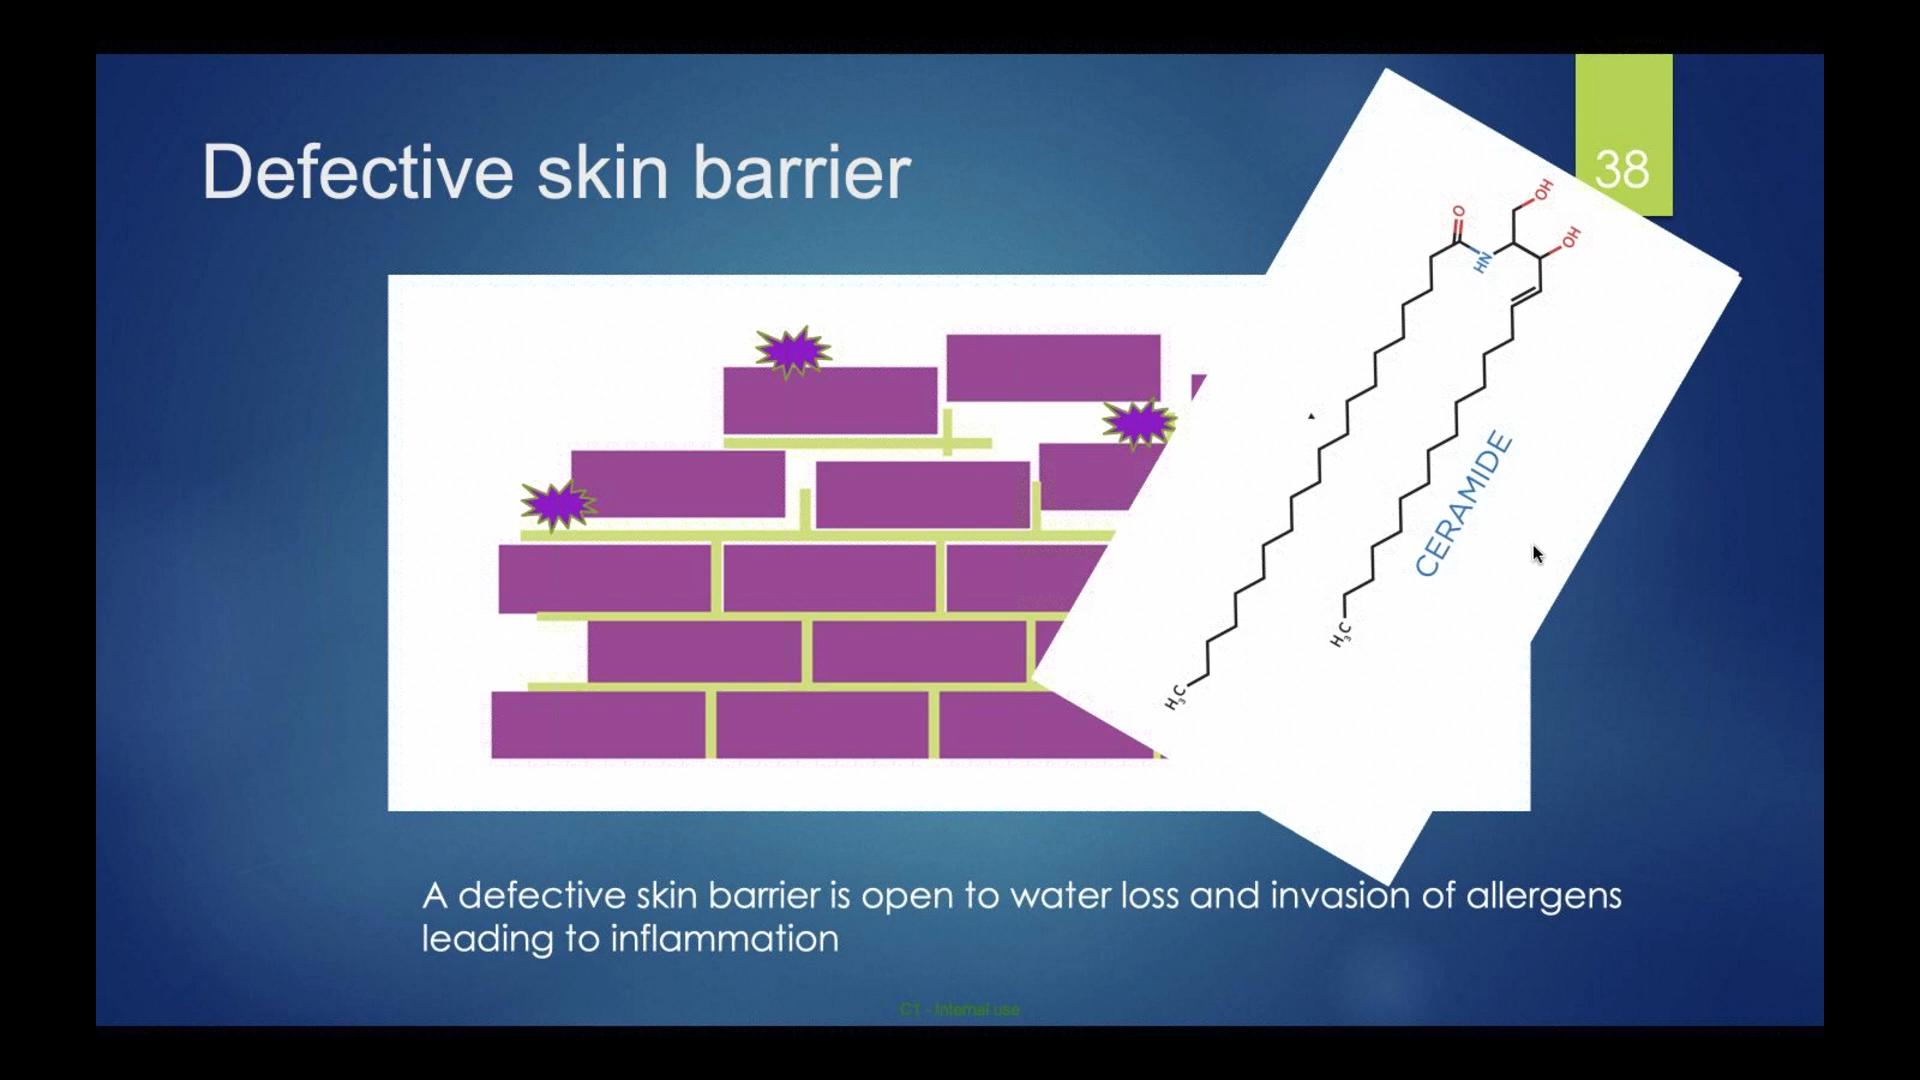 Defective skin barrier
38
OH
O
OH
HN
CERAMIDE
H₃C
H₃C
A defective skin barrier is open to water loss and invasion of allergens
leading to inflammation
C1 - Internal use